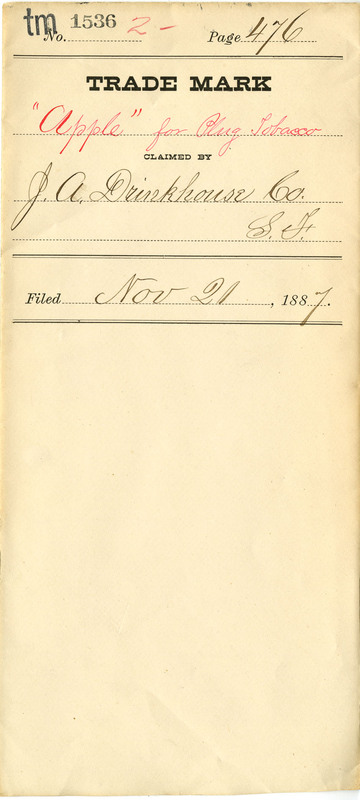 tm No. 1536 2- Page 476
TRADE MARK
"Apple" for Plug Tobacco
CLAIMED BY
J. A. Drinkhouse Co.
S. F.
Filed Nov 21, 1887.